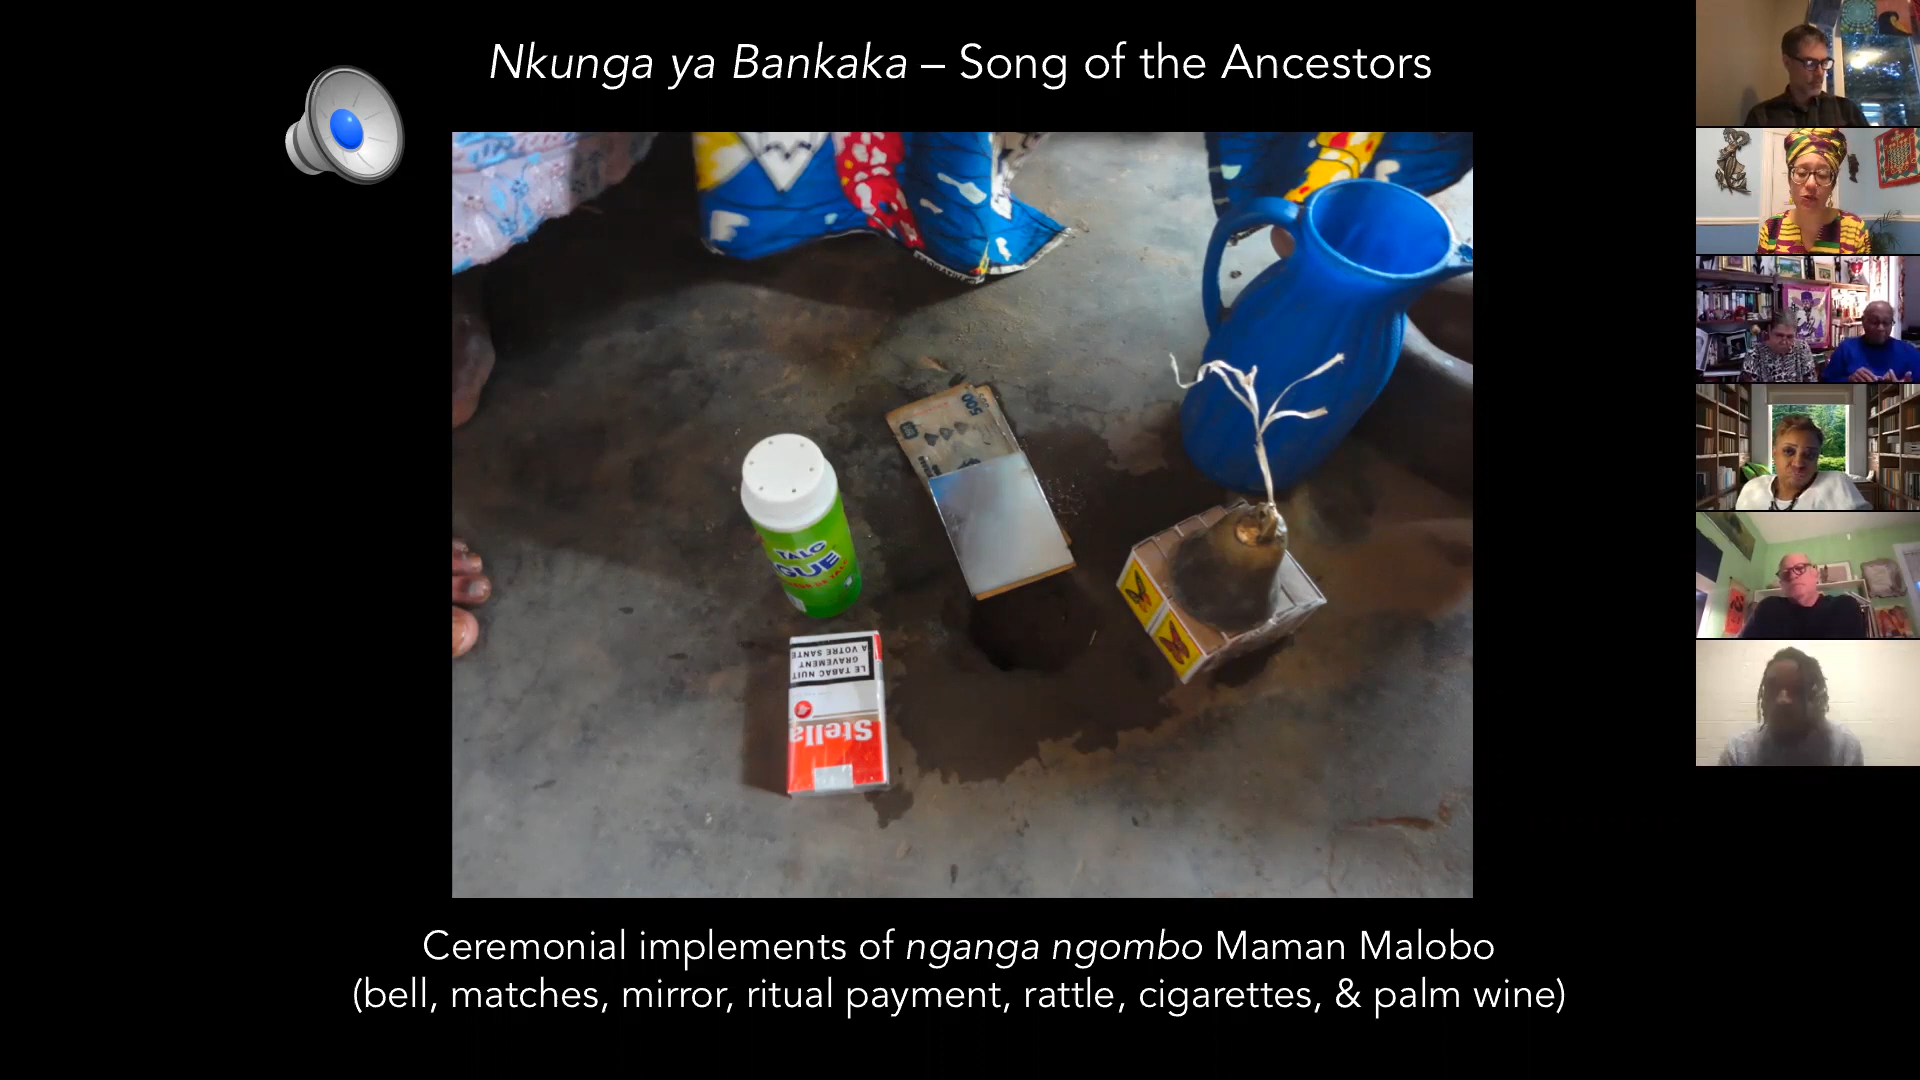 Nkunga ya Bankaka – Song of the Ancestors
500
TALC
GUE
LE TABAC NUIT
GRAVEMENT
A VOTRE SANTE
Stella
Ceremonial implements of nganga ngombo Maman Malobo
(bell, matches, mirror, ritual payment, rattle, cigarettes, & palm wine)